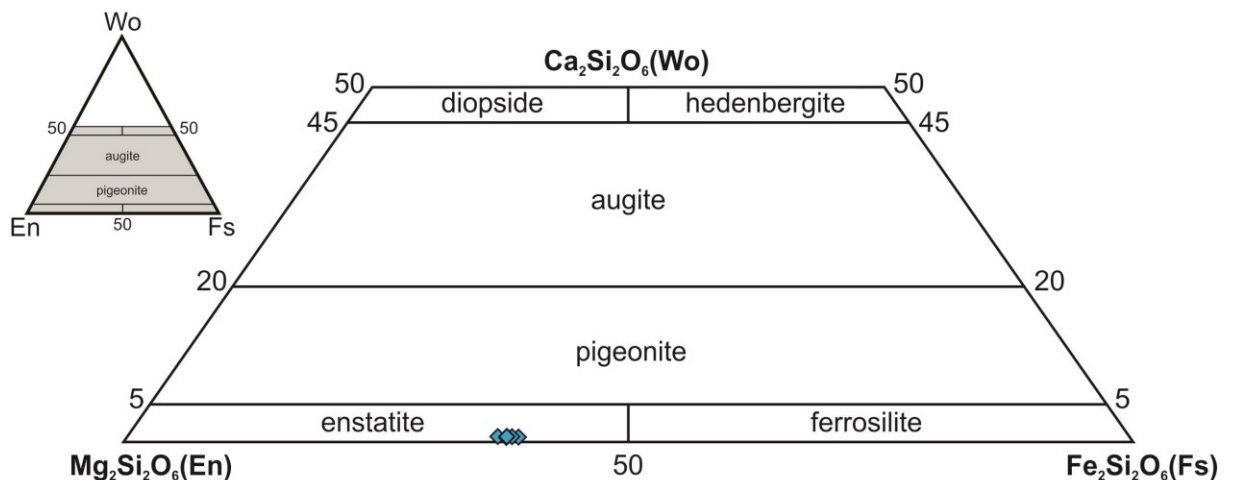 Wo
50 50
augite
pigeonite
En 50 Fs
Ca₂Si₂O₆(Wo)
50 diopside hedenbergite 50
45 45
augite
20 20
pigeonite
5 5
enstatite ferrosilite
Mg₂Si₂O₆(En) 50 Fe₂Si₂O₆(Fs)